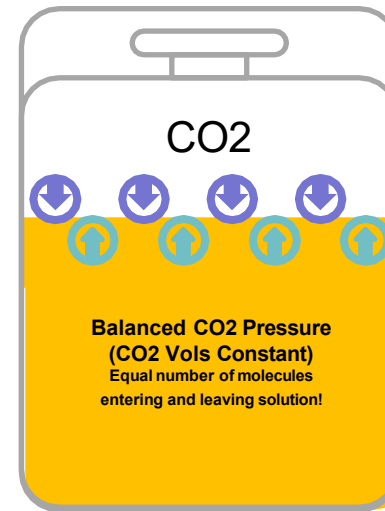 CO2
Balanced CO2 Pressure
(CO2 Vols Constant)
Equal number of molecules
entering and leaving solution!